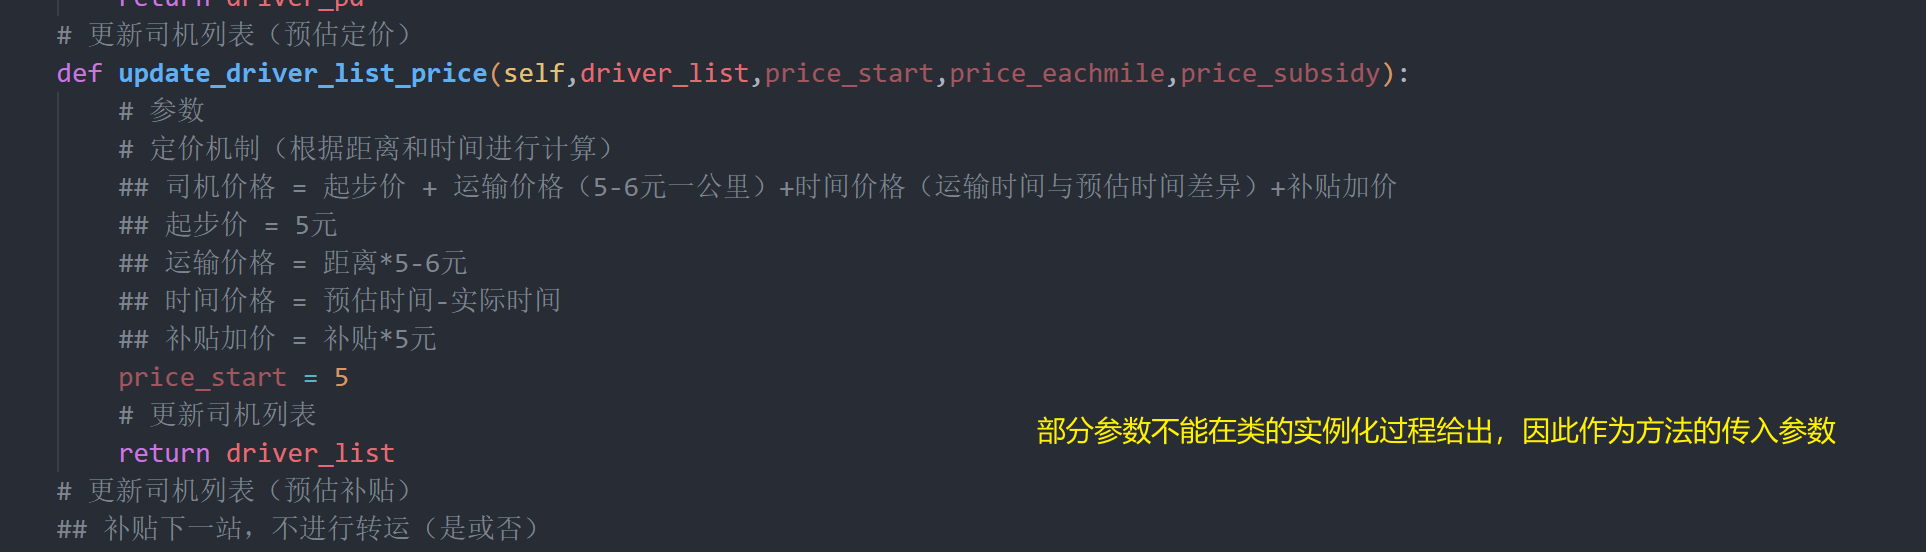 return driver_pd
# 更新司机列表（预估定价）
def update_driver_list_price(self,driver_list,price_start,price_eachmile,price_subsidy):
# 参数
# 定价机制（根据距离和时间进行计算）
## 司机价格 = 起步价 + 运输价格（5-6元一公里）+时间价格（运输时间与预估时间差异）+补贴加价
## 起步价 = 5元
## 运输价格 = 距离*5-6元
## 时间价格 = 预估时间-实际时间
## 补贴加价 = 补贴*5元
price_start = 5
# 更新司机列表
部分参数不能在类的实例化过程给出，因此作为方法的传入参数
return driver_list
# 更新司机列表（预估补贴）
## 补贴下一站，不进行转运（是或否）